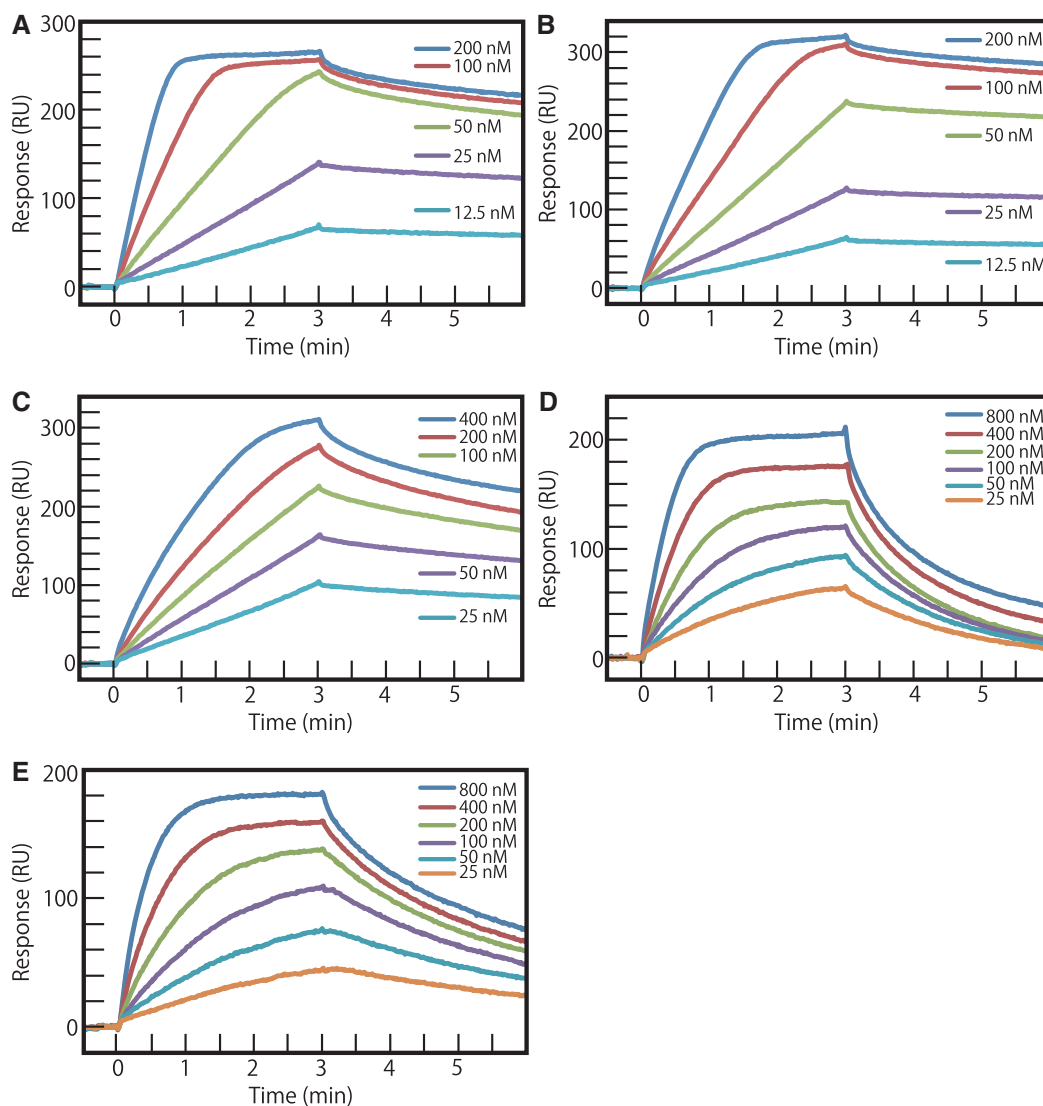 A
300
200
100
0
Response (RU)
200 nM
100 nM
50 nM
25 nM
12.5 nM
0 1 2 3 4 5
Time (min)
B
300
200
100
0
Response (RU)
200 nM
100 nM
50 nM
25 nM
12.5 nM
0 1 2 3 4 5
Time (min)
C
300
200
100
0
Response (RU)
400 nM
200 nM
100 nM
50 nM
25 nM
0 1 2 3 4 5
Time (min)
D
200
100
0
Response (RU)
800 nM
400 nM
200 nM
100 nM
50 nM
25 nM
0 1 2 3 4 5
Time (min)
E
200
100
0
Response (RU)
800 nM
400 nM
200 nM
100 nM
50 nM
25 nM
0 1 2 3 4 5
Time (min)